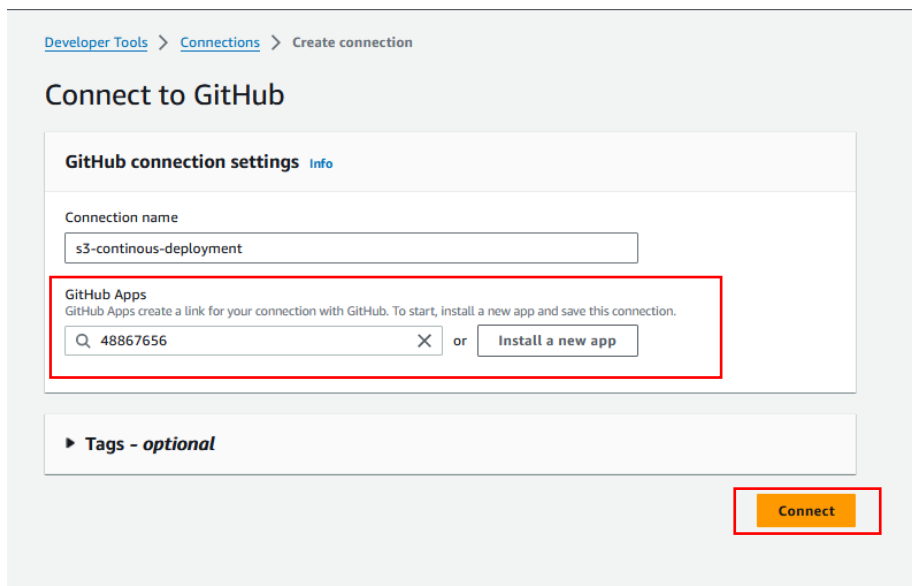 Developer Tools > Connections > Create connection
Connect to GitHub
GitHub connection settings Info
Connection name
s3-continous-deployment
GitHub Apps
GitHub Apps create a link for your connection with GitHub. To start, install a new app and save this connection.
48867656 or Install a new app
Tags - optional
Connect